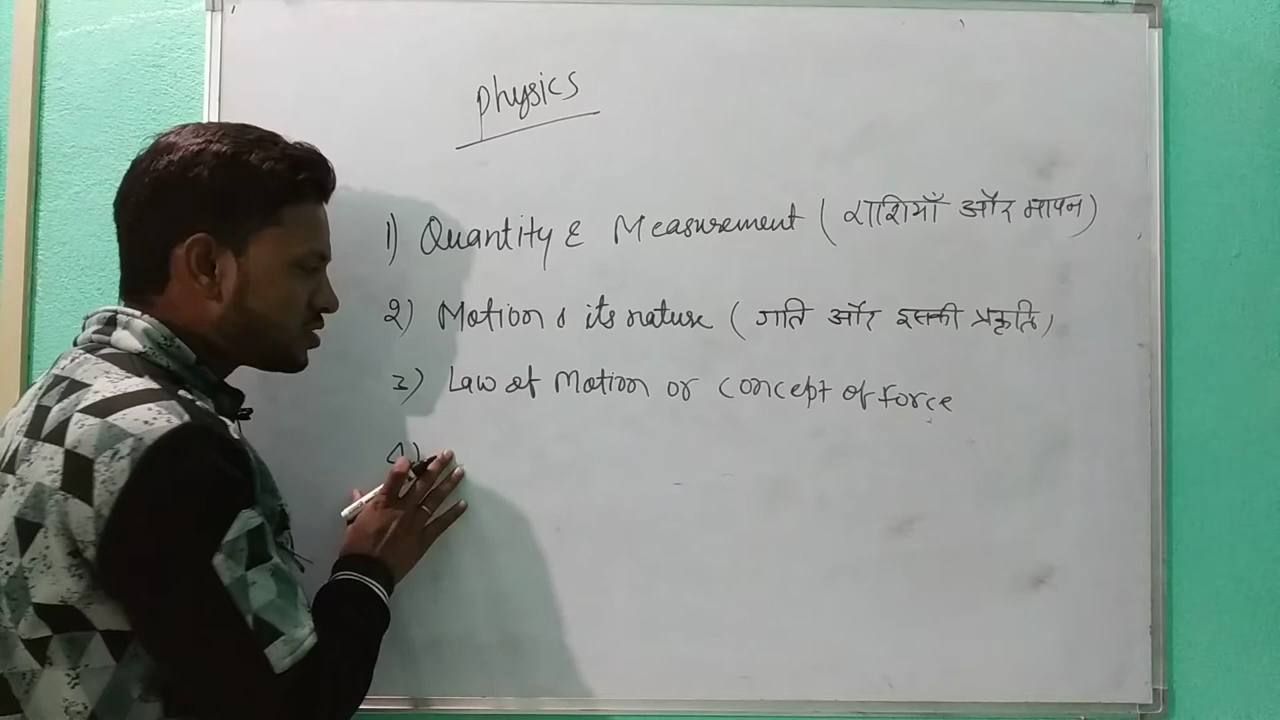 Physics
1) Quantity & Measurement ( राशियाँ और मापन )
2) Motion & its nature ( गति और इसकी प्रकृति )
3) Law of Motion or concept of force
4)